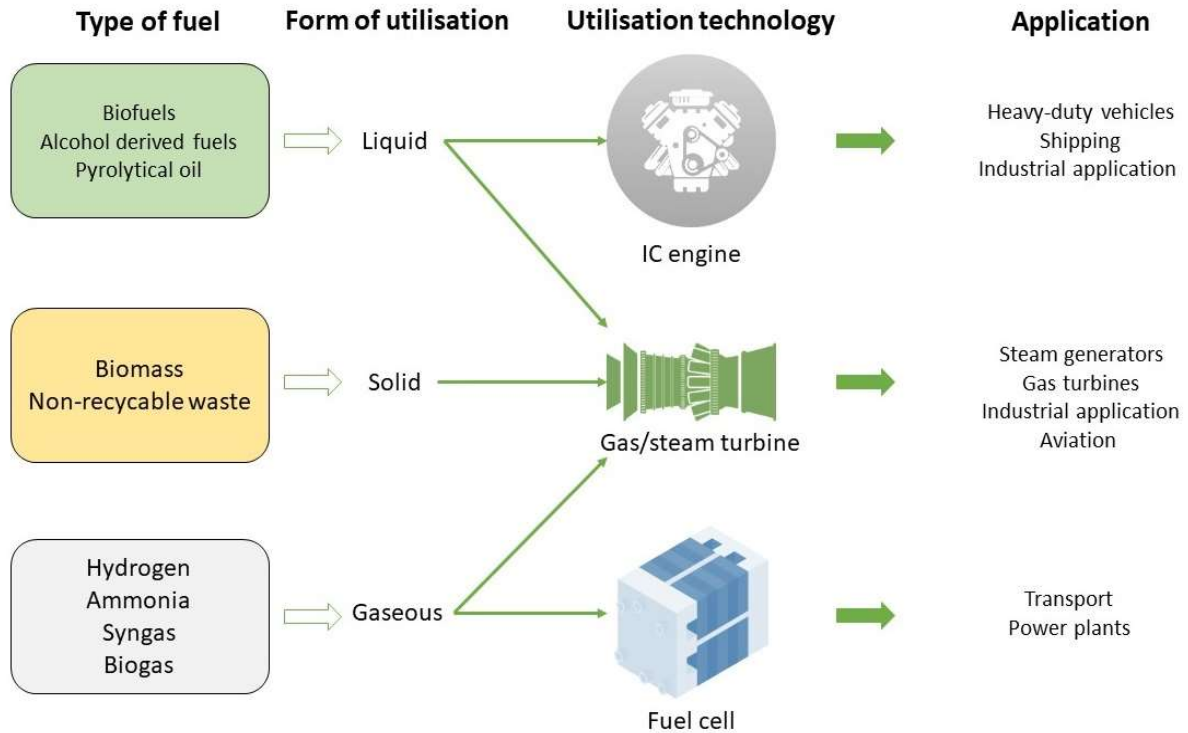 Type of fuel
Form of utilisation
Utilisation technology
Application
Biofuels
Alcohol derived fuels
Pyrolytical oil
Liquid
IC engine
Heavy-duty vehicles
Shipping
Industrial application
Biomass
Non-recycable waste
Solid
Gas/steam turbine
Steam generators
Gas turbines
Industrial application
Aviation
Hydrogen
Ammonia
Syngas
Biogas
Gaseous
Fuel cell
Transport
Power plants